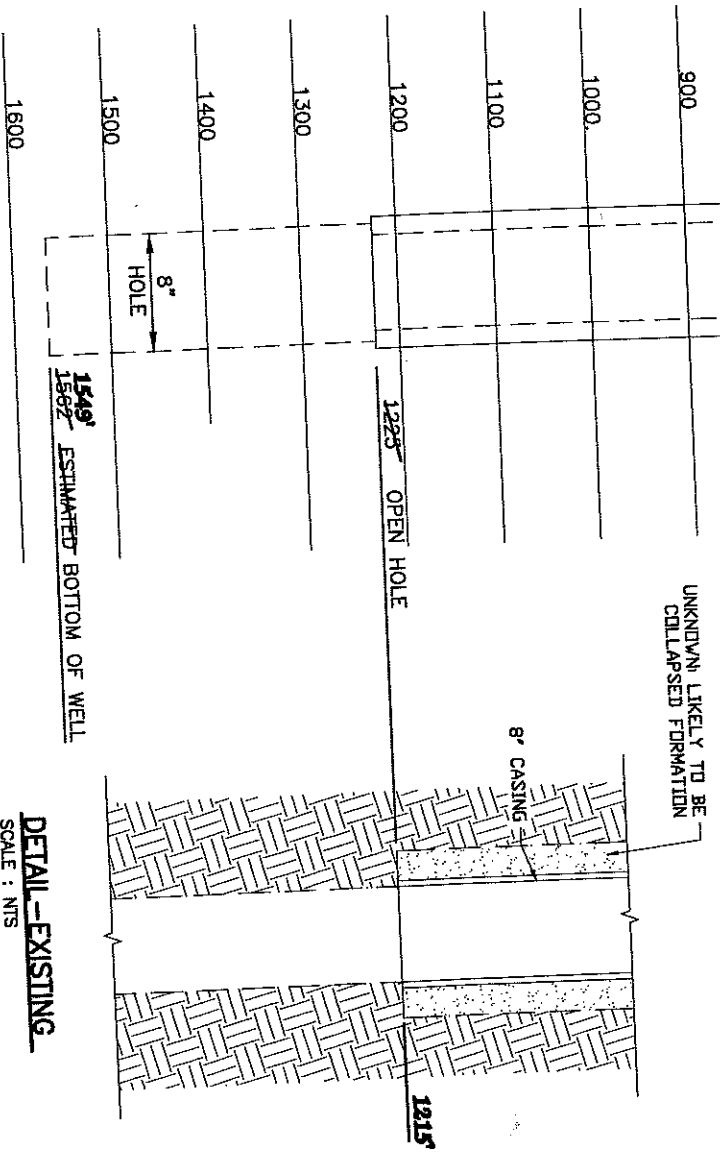 900
1000
1100
1200
1300
1400
1500
1600
8"
HOLE
1225 OPEN HOLE
1549'
1562 ESTIMATED BOTTOM OF WELL
UNKNOWN; LIKELY TO BE
COLLAPSED FORMATION
8" CASING
1215'
DETAIL-EXISTING
SCALE : NTS